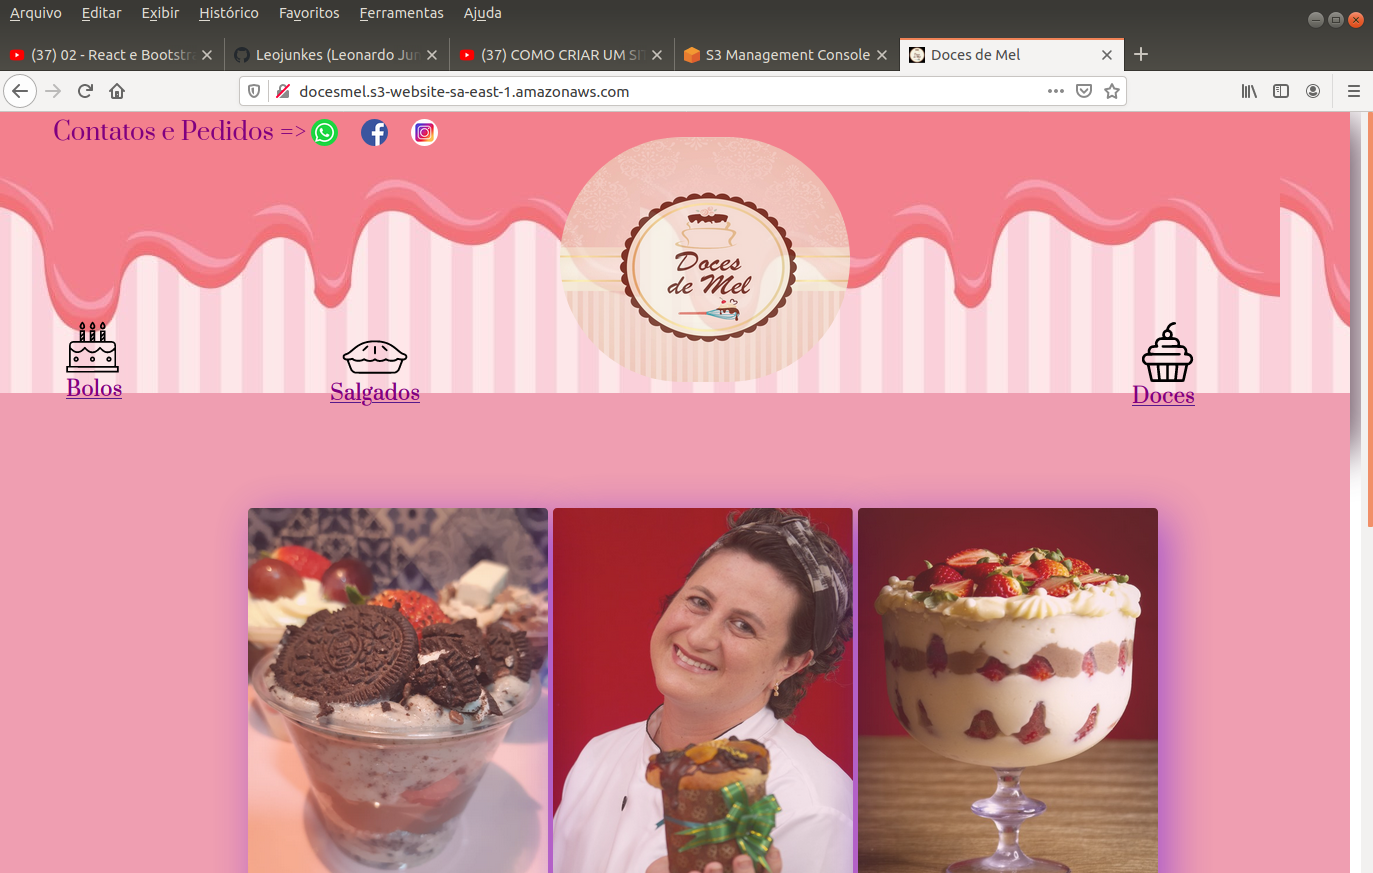 Arquivo Editar Exibir Histórico Favoritos Ferramentas Ajuda
(37) 02 - React e Bootstra
Leojunkes (Leonardo Jun
(37) COMO CRIAR UM SI
S3 Management Console
Doces de Mel
docesmel.s3-website-sa-east-1.amazonaws.com
Contatos e Pedidos =>
Doces
de Mel
Bolos
Salgados
Doces